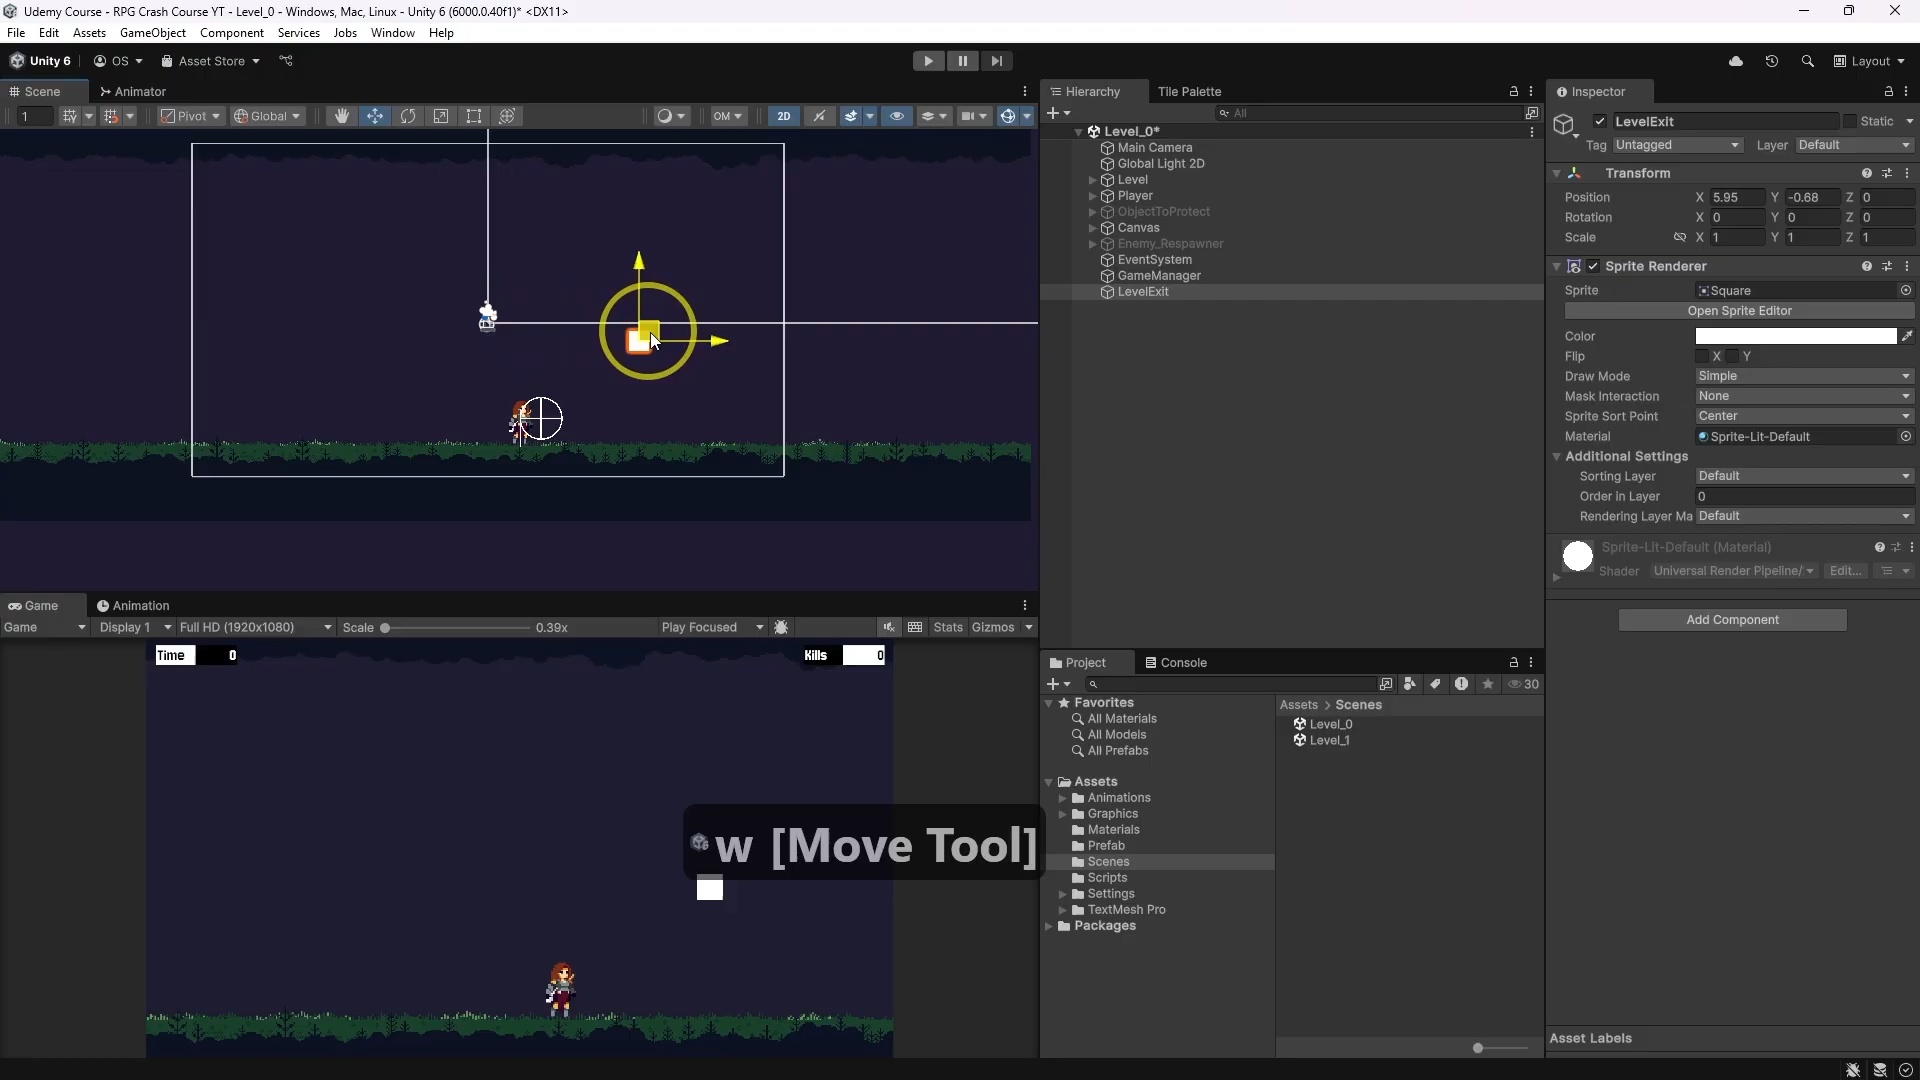 Udemy Course - RPG Crash Course YT - Level_0 - Windows, Mac, Linux - Unity 6 (6000.0.40f1)* <DX11>
File Edit Assets GameObject Component Services Jobs Window Help
Unity 6 OS Asset Store Layout
Scene Animator
1 Pivot Global OM 2D
Hierarchy Tile Palette
All
Level_0*
Main Camera
Global Light 2D
Level
Player
ObjectToProtect
Canvas
Enemy_Respawner
EventSystem
GameManager
LevelExit
Inspector
LevelExit Static
Tag Untagged Layer Default
Transform
Position X 5.95 Y -0.68 Z 0
Rotation X 0 Y 0 Z 0
Scale X 1 Y 1 Z 1
Sprite Renderer
Sprite Square
Open Sprite Editor
Color
Flip X Y
Draw Mode Simple
Mask Interaction None
Sprite Sort Point Center
Material Sprite-Lit-Default
Additional Settings
Sorting Layer Default
Order in Layer 0
Rendering Layer Ma Default
Sprite-Lit-Default (Material)
Shader Universal Render Pipeline/ Edit...
Add Component
Asset Labels
Game Animation
Game Display 1 Full HD (1920x1080) Scale 0.39x Play Focused Stats Gizmos
Time 0 Kills 0
w [Move Tool]
Project Console
30
Favorites
All Materials
All Models
All Prefabs
Assets
Animations
Graphics
Materials
Prefab
Scenes
Scripts
Settings
TextMesh Pro
Packages
Assets > Scenes
Level_0
Level_1